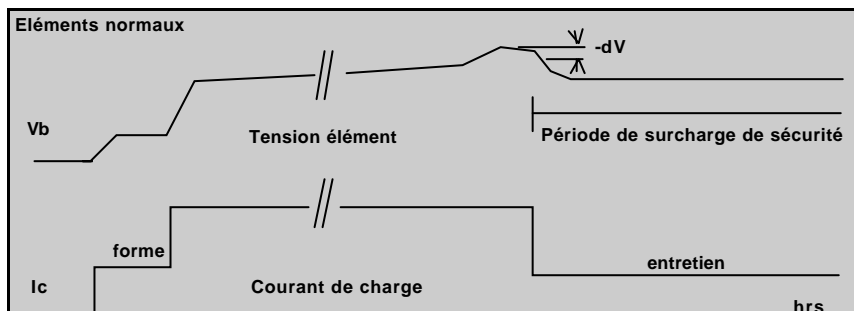 Eléments normaux
-dV
Vb
Tension élément
Période de surcharge de sécurité
forme
entretien
Ic
Courant de charge
hrs